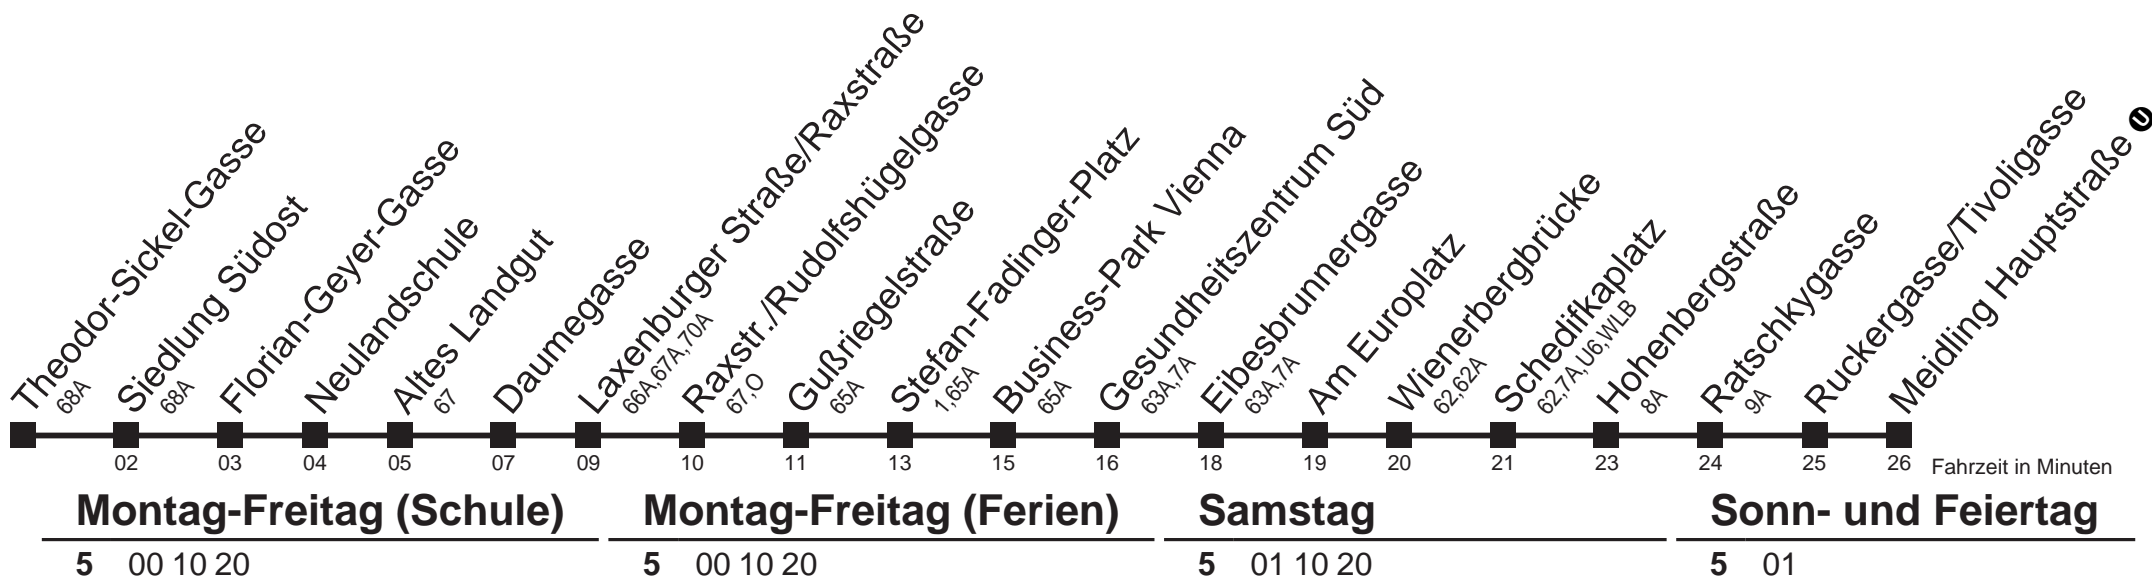 Theodor-Sickel-Gasse
68A
Siedlung Südost
68A
Florian-Geyer-Gasse
Neulandschule
Altes Landgut
67
Daumegasse
Laxenburger Straße/Raxstraße
66A,67A,70A
Raxstr./Rudolfshügelgasse
67,O
Gußriegelstraße
65A
Stefan-Fadinger-Platz
1,65A
Business-Park Vienna
65A
Gesundheitszentrum Süd
63A,7A
Eibesbrunnergasse
63A,7A
Am Europlatz
Wienerbergbrücke
62,62A
Schedifkaplatz
62,7A,U6,WLB
Hohenbergstraße
8A
Ratschkygasse
9A
Ruckergasse/Tivoligasse
Meidling Hauptstraße U
02 03 04 05 07 09 10 11 13 15 16 18 19 20 21 23 24 25 26 Fahrzeit in Minuten
Montag-Freitag (Schule) Montag-Freitag (Ferien) Samstag Sonn- und Feiertag
5 00 10 20 5 00 10 20 5 01 10 20 5 01